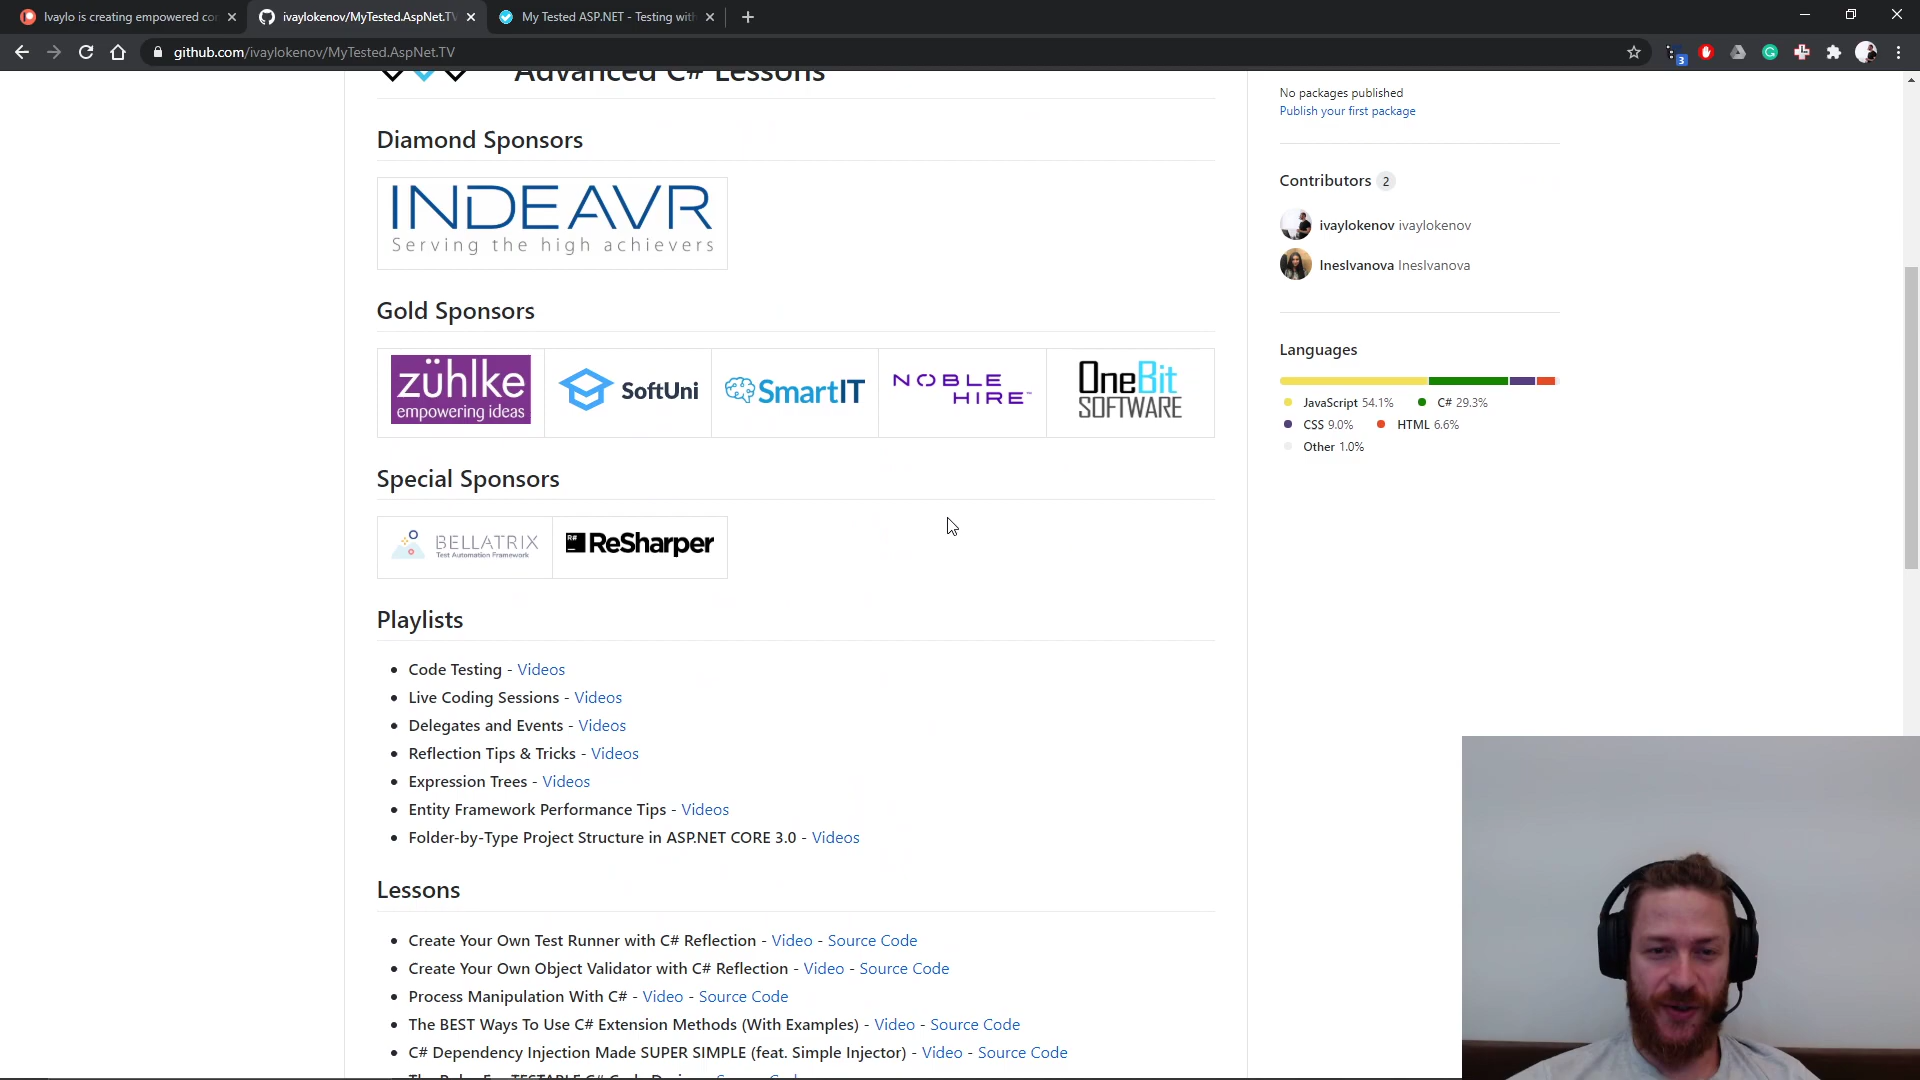 Ivaylo is creating empowered co
ivaylokenov/MyTested.AspNet.TV
My Tested ASP.NET - Testing with
github.com/ivaylokenov/MyTested.AspNet.TV
3
Advanced C# Lessons
No packages published
Publish your first package
Diamond Sponsors
INDEAVR
Serving the high achievers
Contributors 2
ivaylokenov ivaylokenov
InesIvanova InesIvanova
Gold Sponsors
zühlke
empowering ideas
SoftUni
SmartIT
NOBLE
HIRE™
OneBit
SOFTWARE
Languages
JavaScript 54.1% C# 29.3%
CSS 9.0% HTML 6.6%
Other 1.0%
Special Sponsors
BELLATRIX
Test Automation Framework
R# ReSharper
Playlists
Code Testing - Videos
Live Coding Sessions - Videos
Delegates and Events - Videos
Reflection Tips & Tricks - Videos
Expression Trees - Videos
Entity Framework Performance Tips - Videos
Folder-by-Type Project Structure in ASP.NET CORE 3.0 - Videos
Lessons
Create Your Own Test Runner with C# Reflection - Video - Source Code
Create Your Own Object Validator with C# Reflection - Video - Source Code
Process Manipulation With C# - Video - Source Code
The BEST Ways To Use C# Extension Methods (With Examples) - Video - Source Code
C# Dependency Injection Made SUPER SIMPLE (feat. Simple Injector) - Video - Source Code